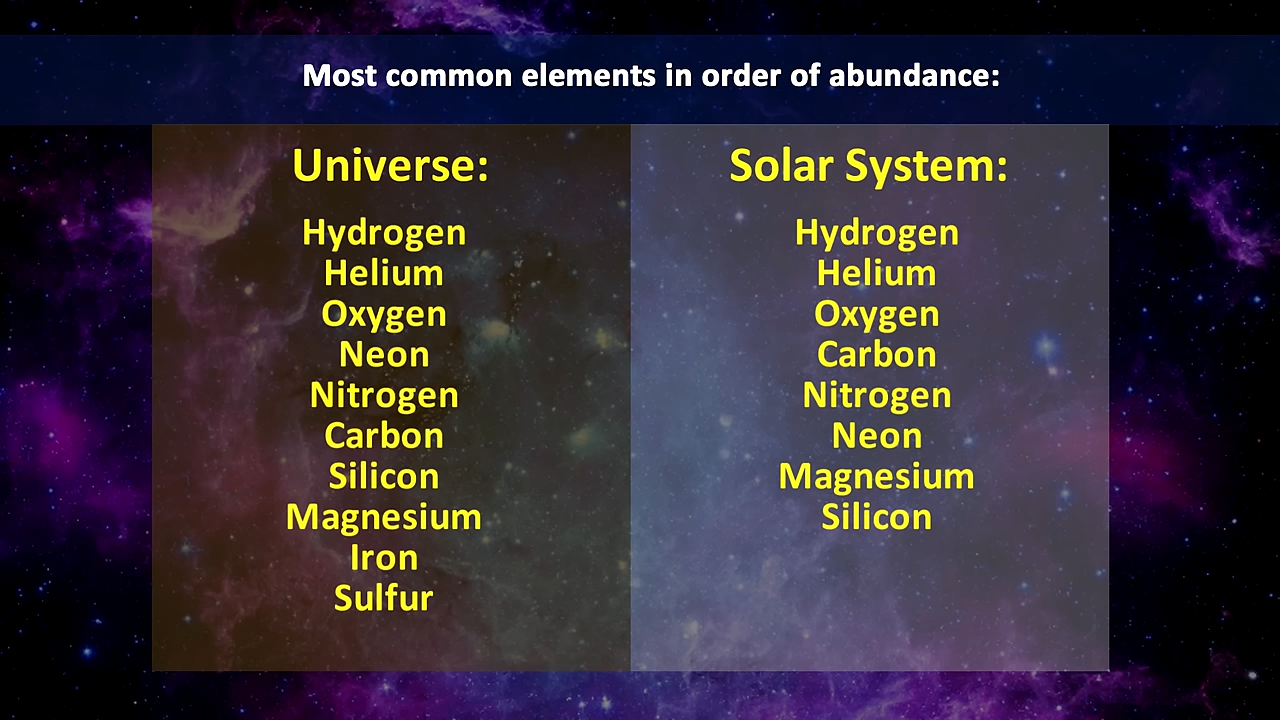 Most common elements in order of abundance:
Universe:
Hydrogen
Helium
Oxygen
Neon
Nitrogen
Carbon
Silicon
Magnesium
Iron
Sulfur
Solar System:
Hydrogen
Helium
Oxygen
Carbon
Nitrogen
Neon
Magnesium
Silicon